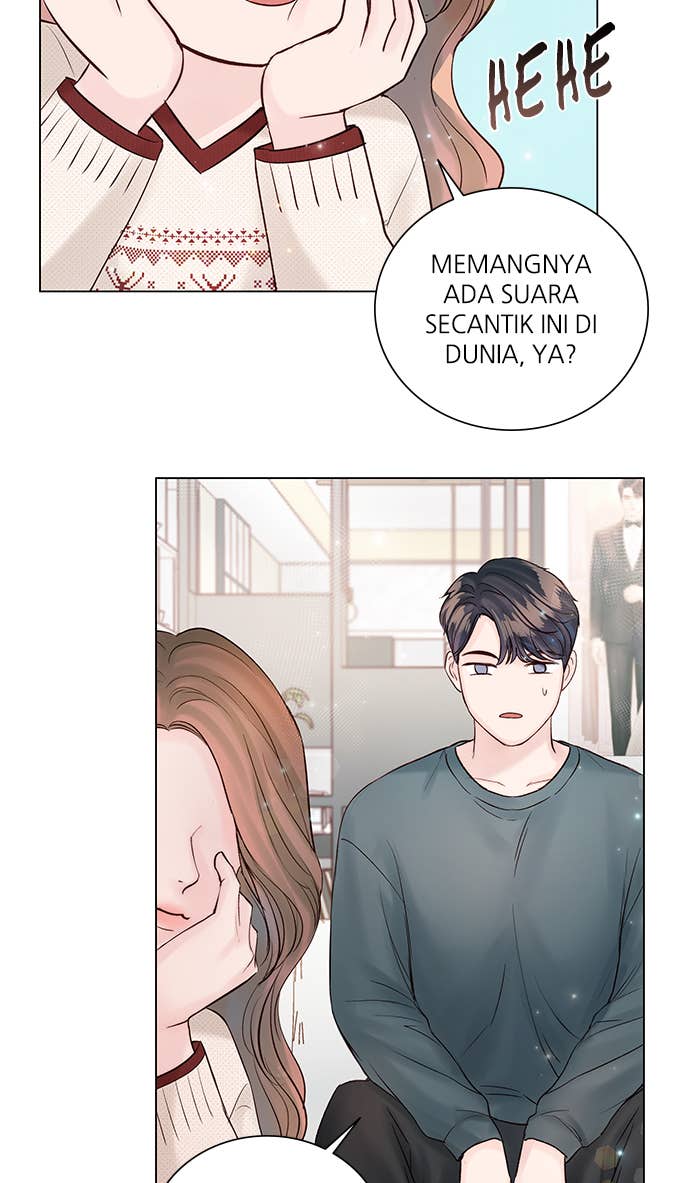 HEHE
MEMANGNYA
ADA SUARA
SECANTIK INI DI
DUNIA, YA?